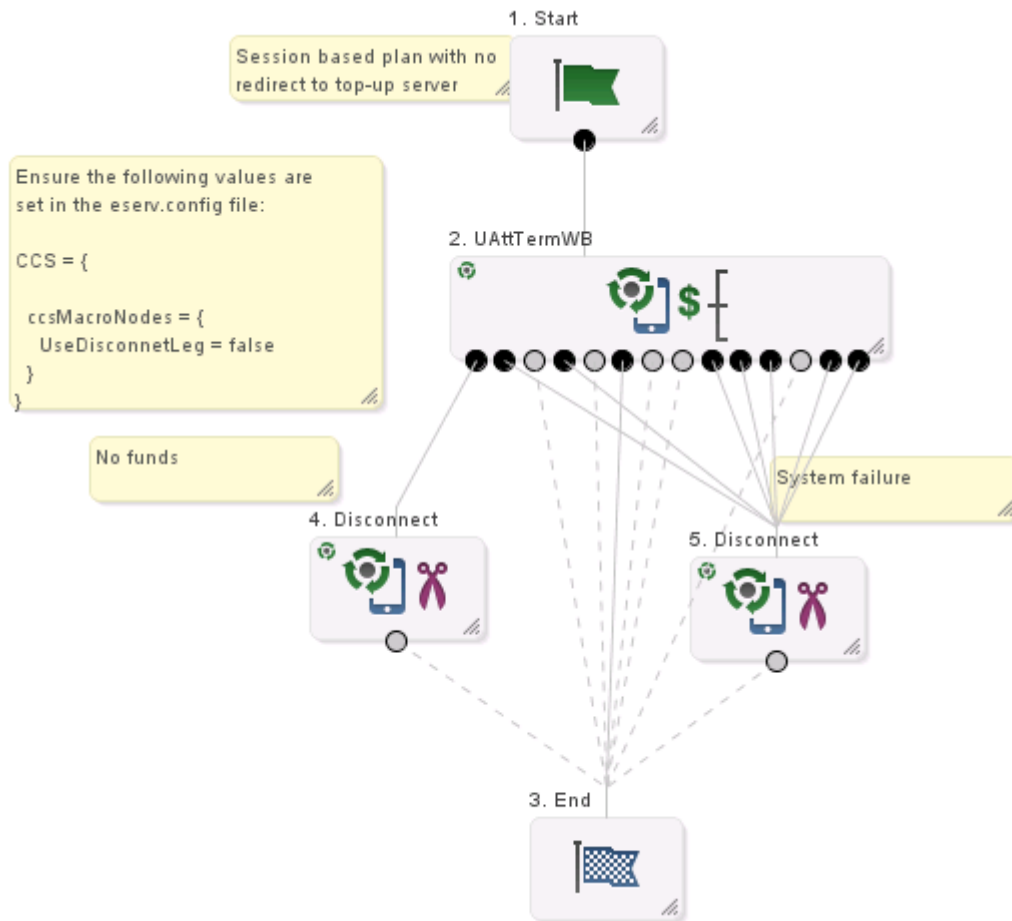 1. Start
Session based plan with no
redirect to top-up server
Ensure the following values are
set in the eserv.config file:
CCS = {
ccsMacroNodes = {
UseDisconnetLeg = false
}
}
2. UAttTermWB
$
No funds
System failure
4. Disconnect
5. Disconnect
3. End